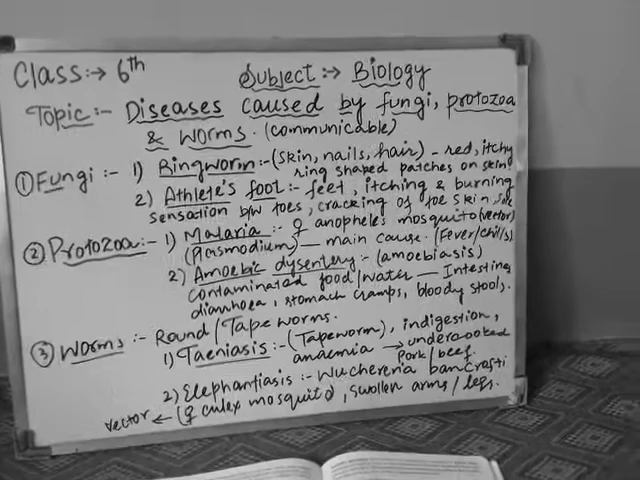 Class:→ 6th Subject:→ Biology
Topic:- Diseases caused by fungi, protozoa
& worms. (communicable)
① Fungi :- 1) Ringworm:-(skin, nails, hair) - red, itchy
ring shaped patches on skin.
2) Athlete's foot:- feet, itching & burning
sensation b/w toes, cracking of toe skin,
② Protozoa:- 1) Malaria:- ♀ anopheles mosquito (vector)
(Plasmodium) — main cause. (Fever/chills)
2) Amoebic dysentery:- (amoebiasis)
contaminated food/water — Intestines
diarrhoea, stomach cramps, bloody stools.
③ Worms :- Round/Tape worms.
1) Taeniasis:- (Tapeworm), indigestion,
anaemia → undercooked
Pork/beef.
2) Elephantiasis:- Wuchereria bancrofti
vector ← (♀ culex mosquito), swollen arms/legs.